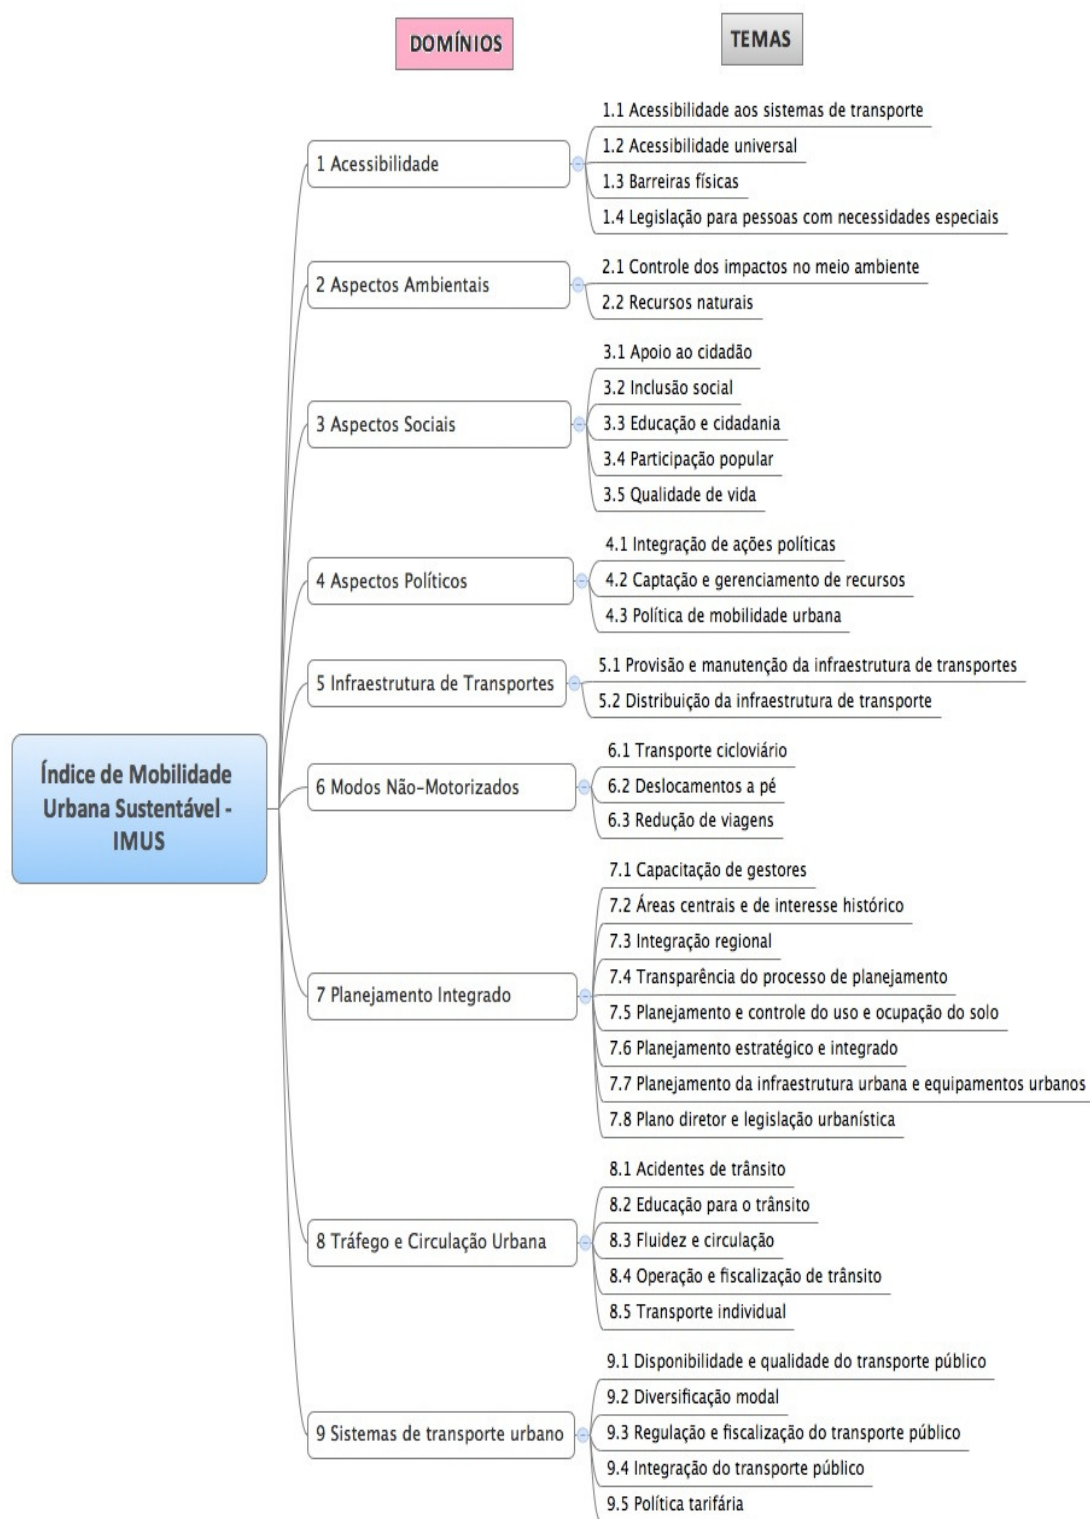 DOMÍNIOS
TEMAS
Índice de Mobilidade
Urbana Sustentável -
IMUS
1 Acessibilidade
1.1 Acessibilidade aos sistemas de transporte
1.2 Acessibilidade universal
1.3 Barreiras físicas
1.4 Legislação para pessoas com necessidades especiais
2 Aspectos Ambientais
2.1 Controle dos impactos no meio ambiente
2.2 Recursos naturais
3 Aspectos Sociais
3.1 Apoio ao cidadão
3.2 Inclusão social
3.3 Educação e cidadania
3.4 Participação popular
3.5 Qualidade de vida
4 Aspectos Políticos
4.1 Integração de ações políticas
4.2 Captação e gerenciamento de recursos
4.3 Política de mobilidade urbana
5 Infraestrutura de Transportes
5.1 Provisão e manutenção da infraestrutura de transportes
5.2 Distribuição da infraestrutura de transporte
6 Modos Não-Motorizados
6.1 Transporte cicloviário
6.2 Deslocamentos a pé
6.3 Redução de viagens
7 Planejamento Integrado
7.1 Capacitação de gestores
7.2 Áreas centrais e de interesse histórico
7.3 Integração regional
7.4 Transparência do processo de planejamento
7.5 Planejamento e controle do uso e ocupação do solo
7.6 Planejamento estratégico e integrado
7.7 Planejamento da infraestrutura urbana e equipamentos urbanos
7.8 Plano diretor e legislação urbanística
8 Tráfego e Circulação Urbana
8.1 Acidentes de trânsito
8.2 Educação para o trânsito
8.3 Fluidez e circulação
8.4 Operação e fiscalização de trânsito
8.5 Transporte individual
9 Sistemas de transporte urbano
9.1 Disponibilidade e qualidade do transporte público
9.2 Diversificação modal
9.3 Regulação e fiscalização do transporte público
9.4 Integração do transporte público
9.5 Política tarifária